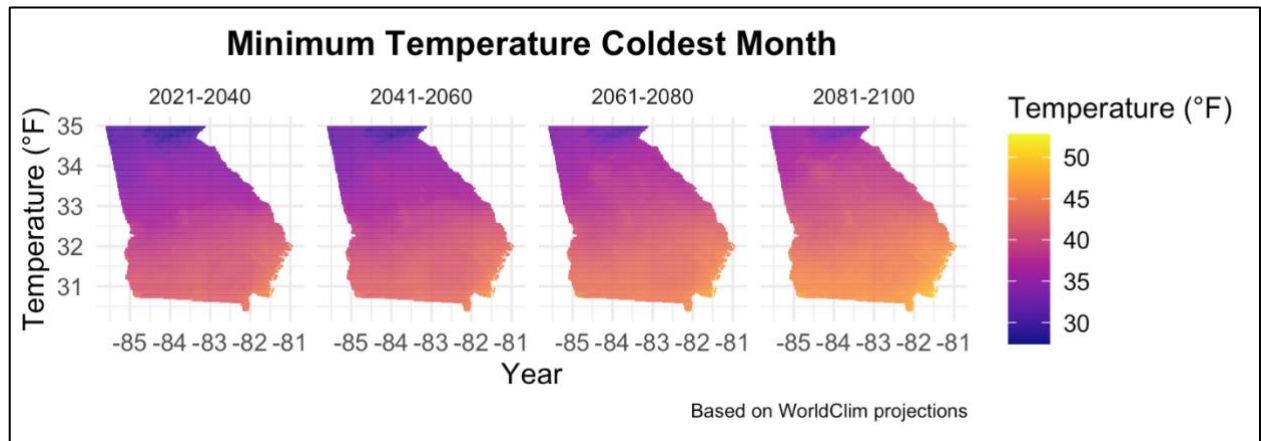 Minimum Temperature Coldest Month
2021-2040 2041-2060 2061-2080 2081-2100
Temperature (°F)
35
34
33
32
31
-85 -84 -83 -82 -81 -85 -84 -83 -82 -81 -85 -84 -83 -82 -81 -85 -84 -83 -82 -81
Year
Based on WorldClim projections
Temperature (°F)
50
45
40
35
30